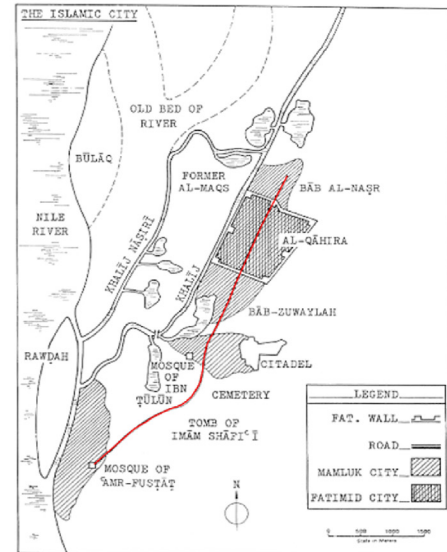 THE ISLAMIC CITY
OLD BED OF
RIVER
BŪLĀQ
FORMER
AL-MAQS
BĀB AL-NAṢR
NILE
RIVER
AL-QĀHIRA
KHALĪJ NĀṢIRĪ
KHALĪJ
BĀB-ZUWAYLAH
RAWḌAH
MOSQUE
OF IBN
ṬŪLŪN
CITADEL
CEMETERY
TOMB OF
IMĀM SHĀFIʿĪ
MOSQUE OF
ʿAMR-FUSṬĀṬ
N
LEGEND
FAT. WALL
ROAD
MAMLUK CITY
FATIMID CITY